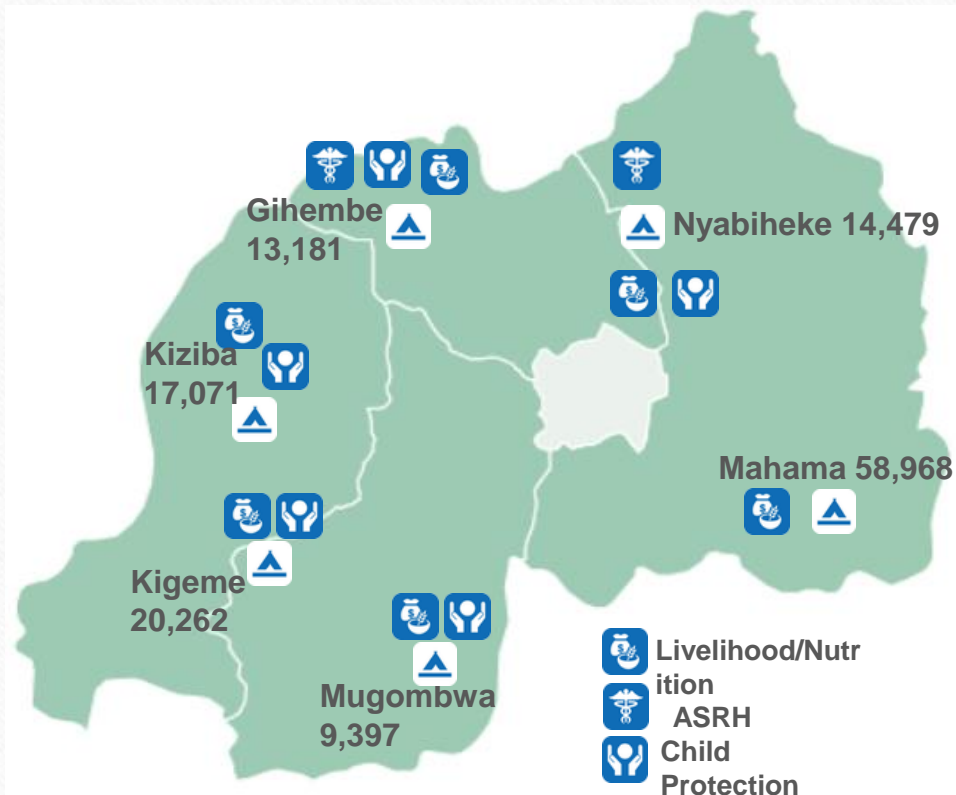 Gihembe
13,181
Nyabiheke 14,479
Kiziba
17,071
Mahama 58,968
Kigeme
20,262
Mugombwa
9,397
Livelihood/Nutr
ition
ASRH
Child
Protection